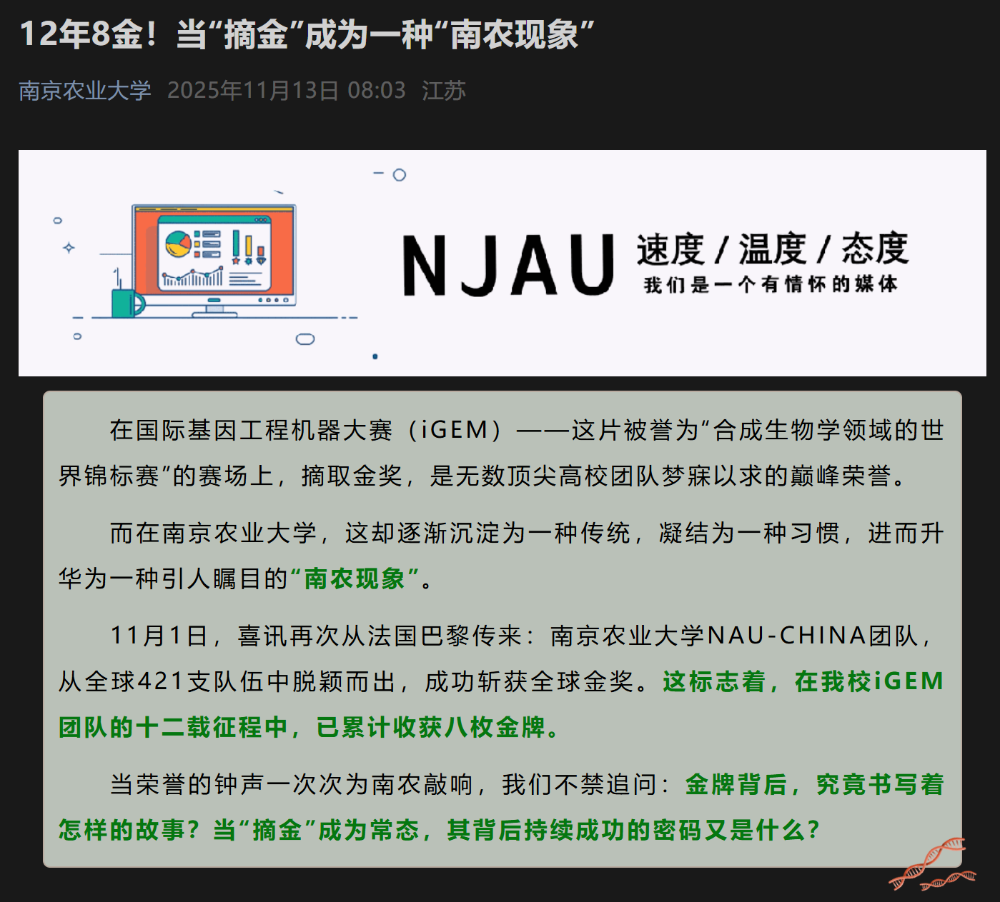 12年8金！当“摘金”成为一种“南农现象”
南京农业大学 2025年11月13日 08:03 江苏
NJAU 速度 / 温度 / 态度
我们是一个有情怀的媒体
在国际基因工程机器大赛（iGEM）——这片被誉为“合成生物学领域的世
界锦标赛”的赛场上，摘取金奖，是无数顶尖高校团队梦寐以求的巅峰荣誉。
而在南京农业大学，这却逐渐沉淀为一种传统，凝结为一种习惯，进而升
华为一种引人瞩目的“南农现象”。
11月1日，喜讯再次从法国巴黎传来：南京农业大学NAU-CHINA团队，
从全球421支队伍中脱颖而出，成功斩获全球金奖。这标志着，在我校iGEM
团队的十二载征程中，已累计收获八枚金牌。
当荣誉的钟声一次次为南农敲响，我们不禁追问：金牌背后，究竟书写着
怎样的故事？当“摘金”成为常态，其背后持续成功的密码又是什么？